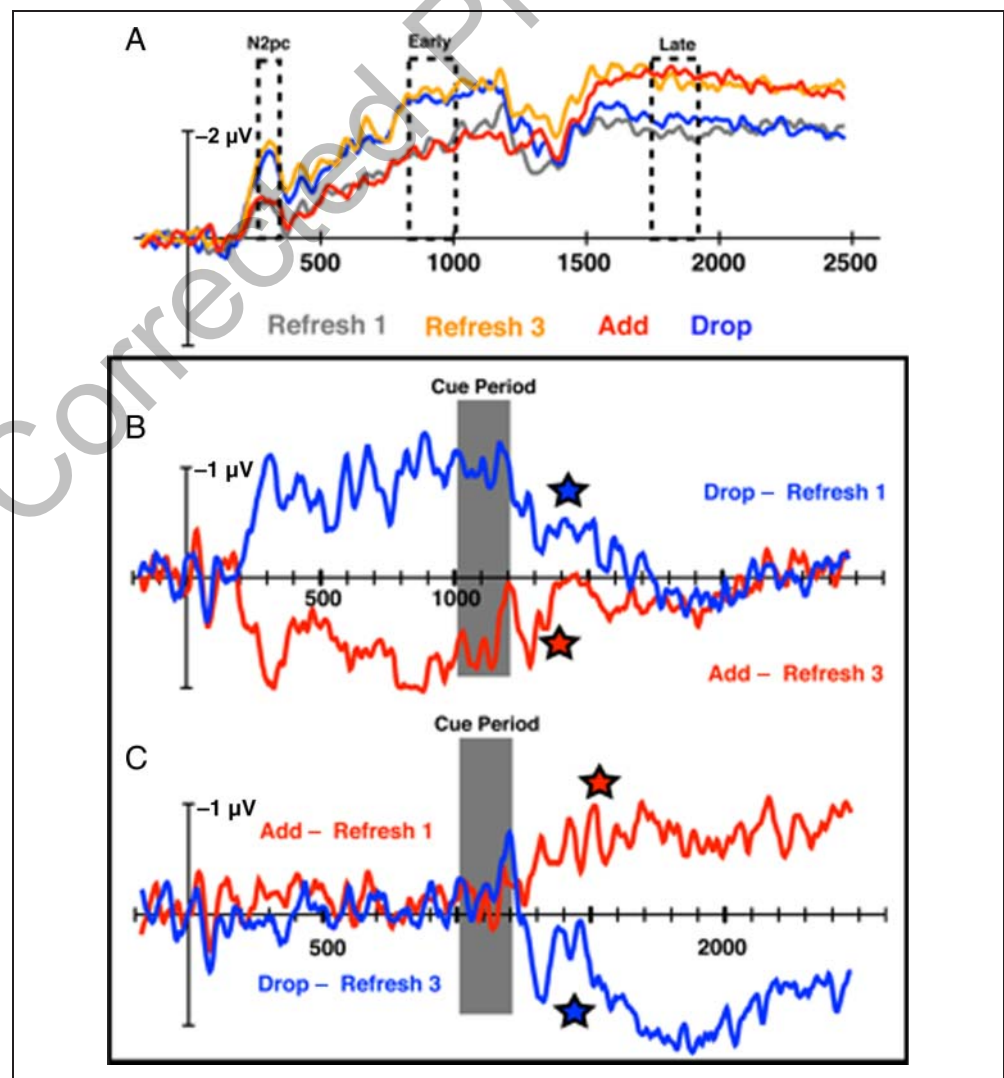 A
N2pc Early Late
−2 µV
500 1000 1500 2000 2500
Refresh 1 Refresh 3 Add Drop
Cue Period
B
−1 µV
Drop – Refresh 1
500 1000
Add – Refresh 3
Cue Period
C
−1 µV
Add – Refresh 1
500 2000
Drop – Refresh 3
Corrected